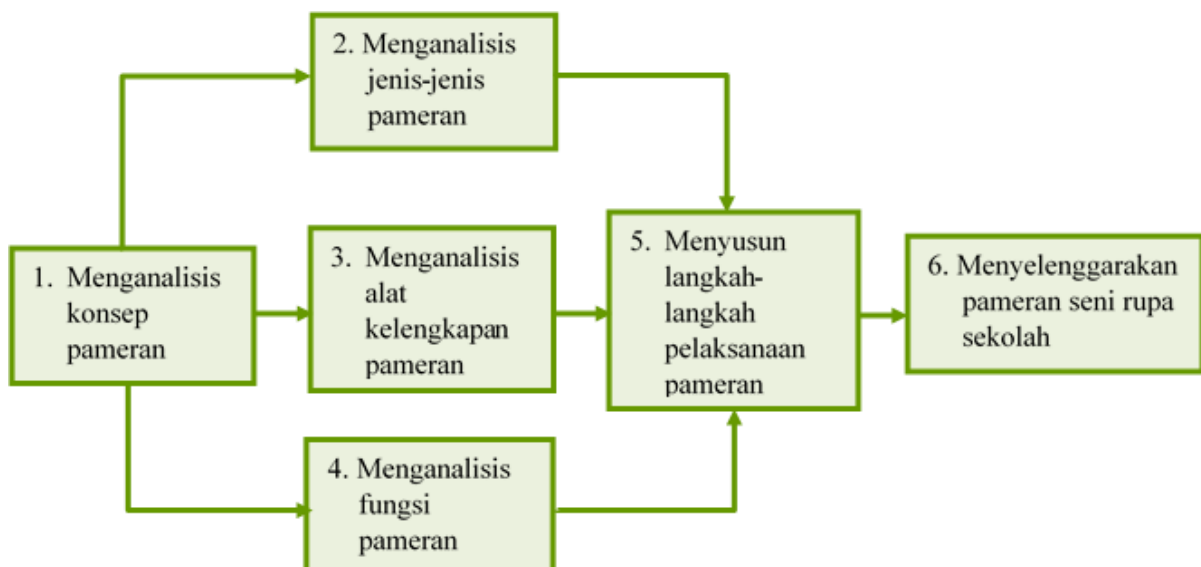 2. Menganalisis
jenis-jenis
pameran
1. Menganalisis
konsep
pameran
3. Menganalisis
alat
kelengkapan
pameran
4. Menganalisis
fungsi
pameran
5. Menyusun
langkah-
langkah
pelaksanaan
pameran
6. Menyelenggarakan
pameran seni rupa
sekolah